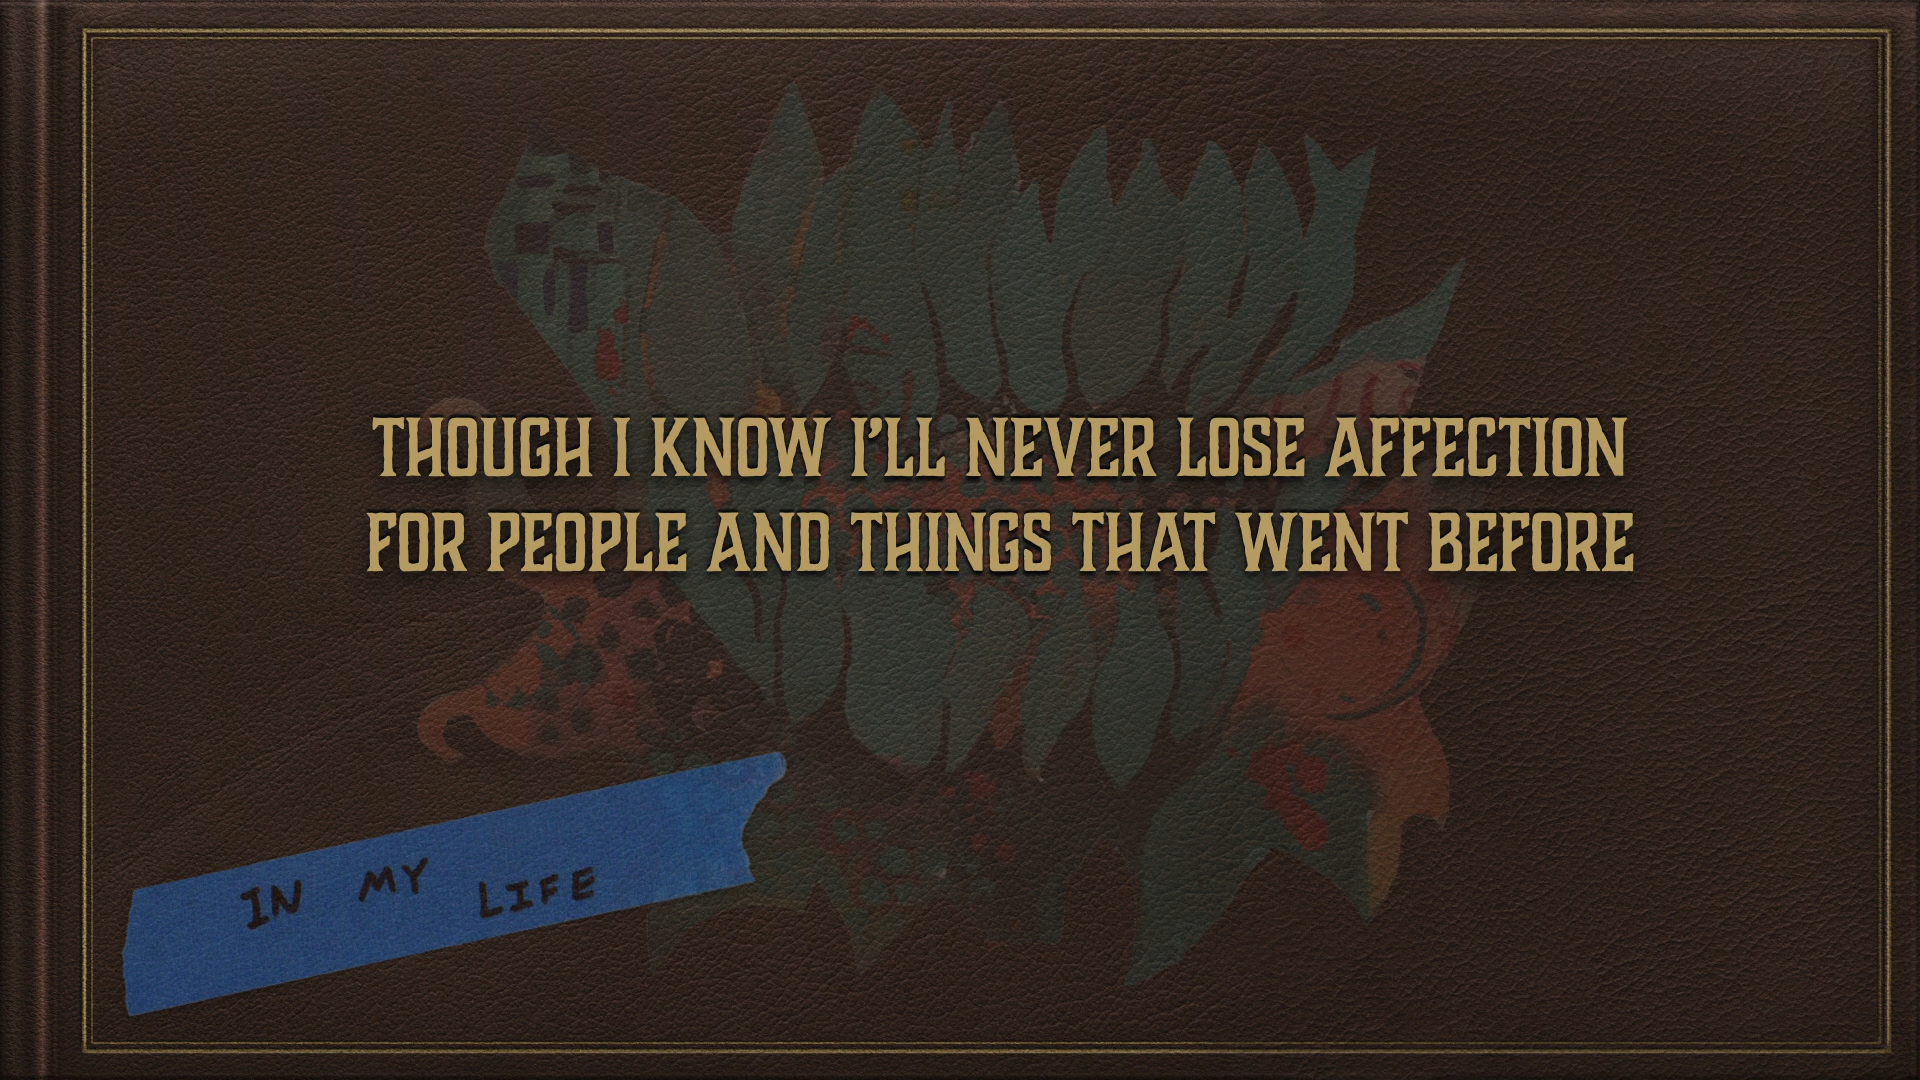 THOUGH I KNOW I'LL NEVER LOSE AFFECTION
FOR PEOPLE AND THINGS THAT WENT BEFORE
IN MY LIFE